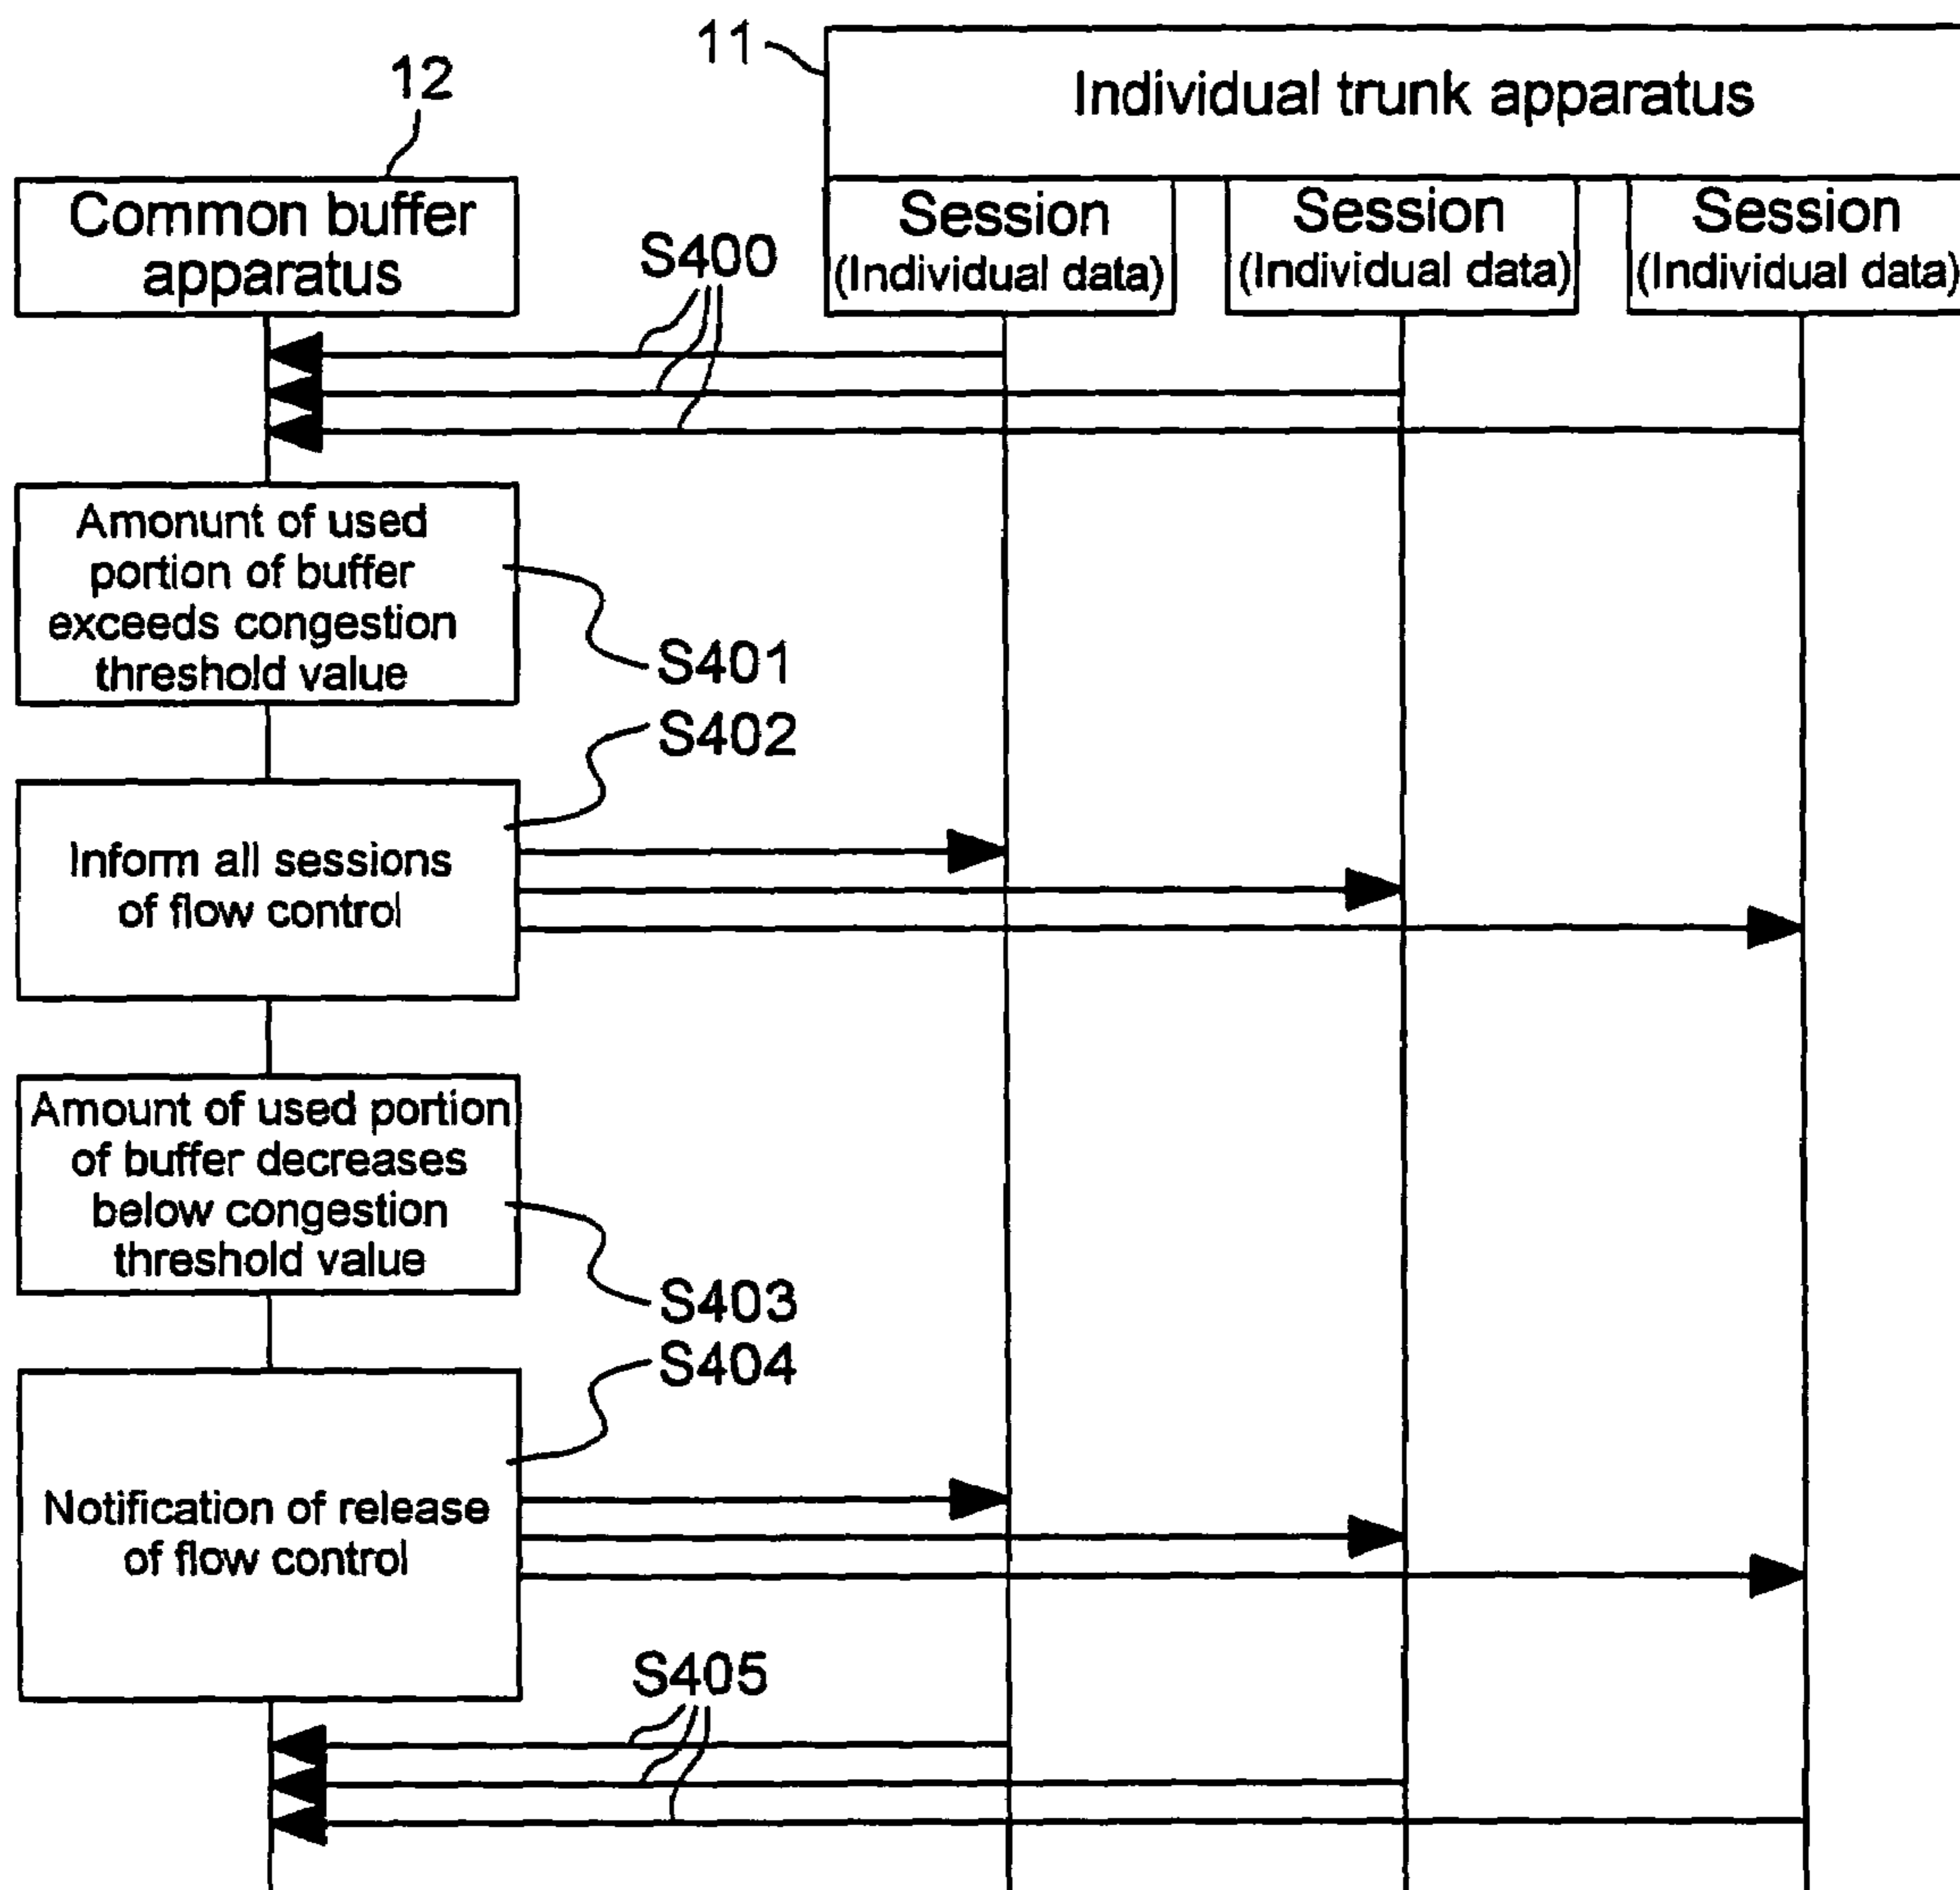 11
Individual trunk apparatus
12
Common buffer
apparatus
Session
(Individual data)
Session
(Individual data)
Session
(Individual data)
S400
Amonunt of used
portion of buffer
exceeds congestion
threshold value
S401
S402
Inform all sessions
of flow control
Amount of used portion
of buffer decreases
below congestion
threshold value
S403
S404
Notification of release
of flow control
S405